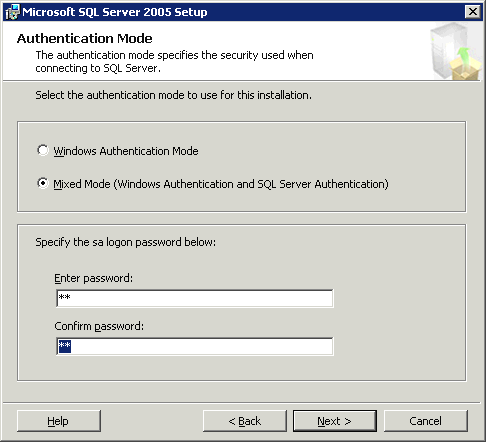 Microsoft SQL Server 2005 Setup
Authentication Mode
The authentication mode specifies the security used when
connecting to SQL Server.
Select the authentication mode to use for this installation.
Windows Authentication Mode
Mixed Mode (Windows Authentication and SQL Server Authentication)
Specify the sa logon password below:
Enter password:
**
Confirm password:
**
Help
< Back
Next >
Cancel